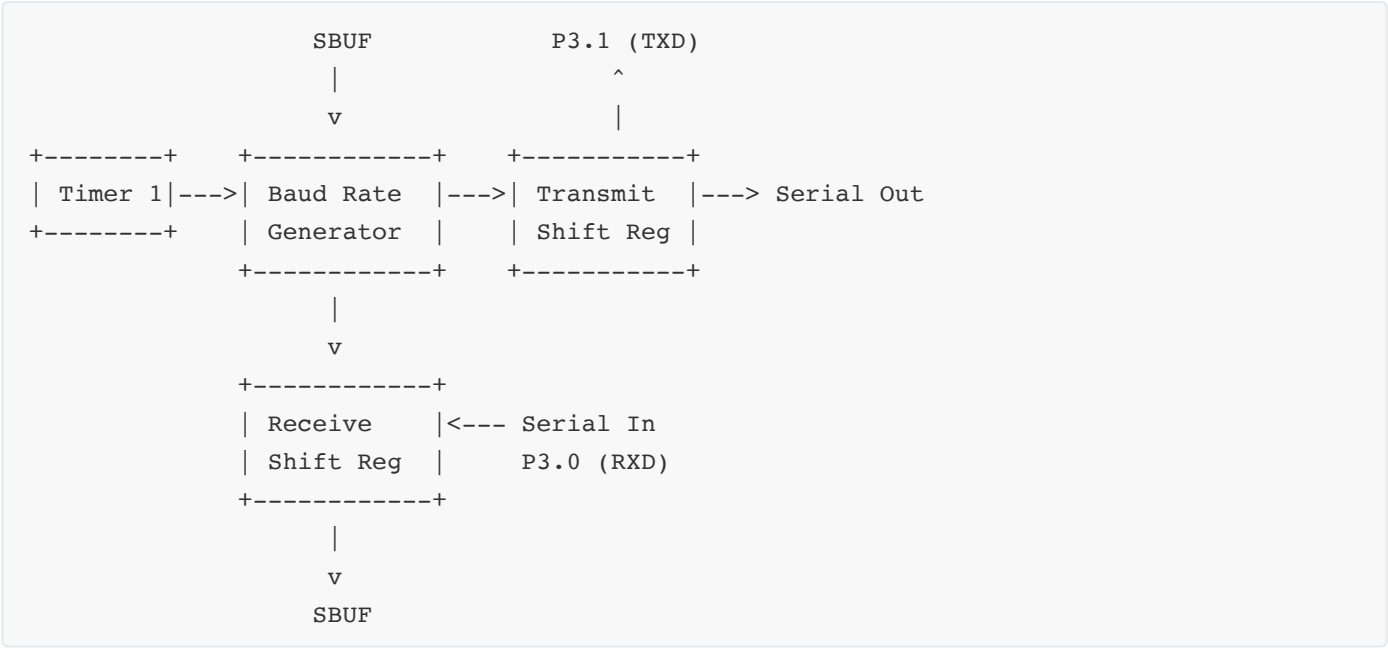 SBUF            P3.1 (TXD)
                    |                  ^
                    v                  |
+--------+    +------------+    +-----------+
| Timer 1|--->| Baud Rate  |--->| Transmit  |---> Serial Out
+--------+    | Generator  |    | Shift Reg |
              +------------+    +-----------+
                    |
                    v
              +------------+
              | Receive    |<--- Serial In
              | Shift Reg  |     P3.0 (RXD)
              +------------+
                    |
                    v
                   SBUF